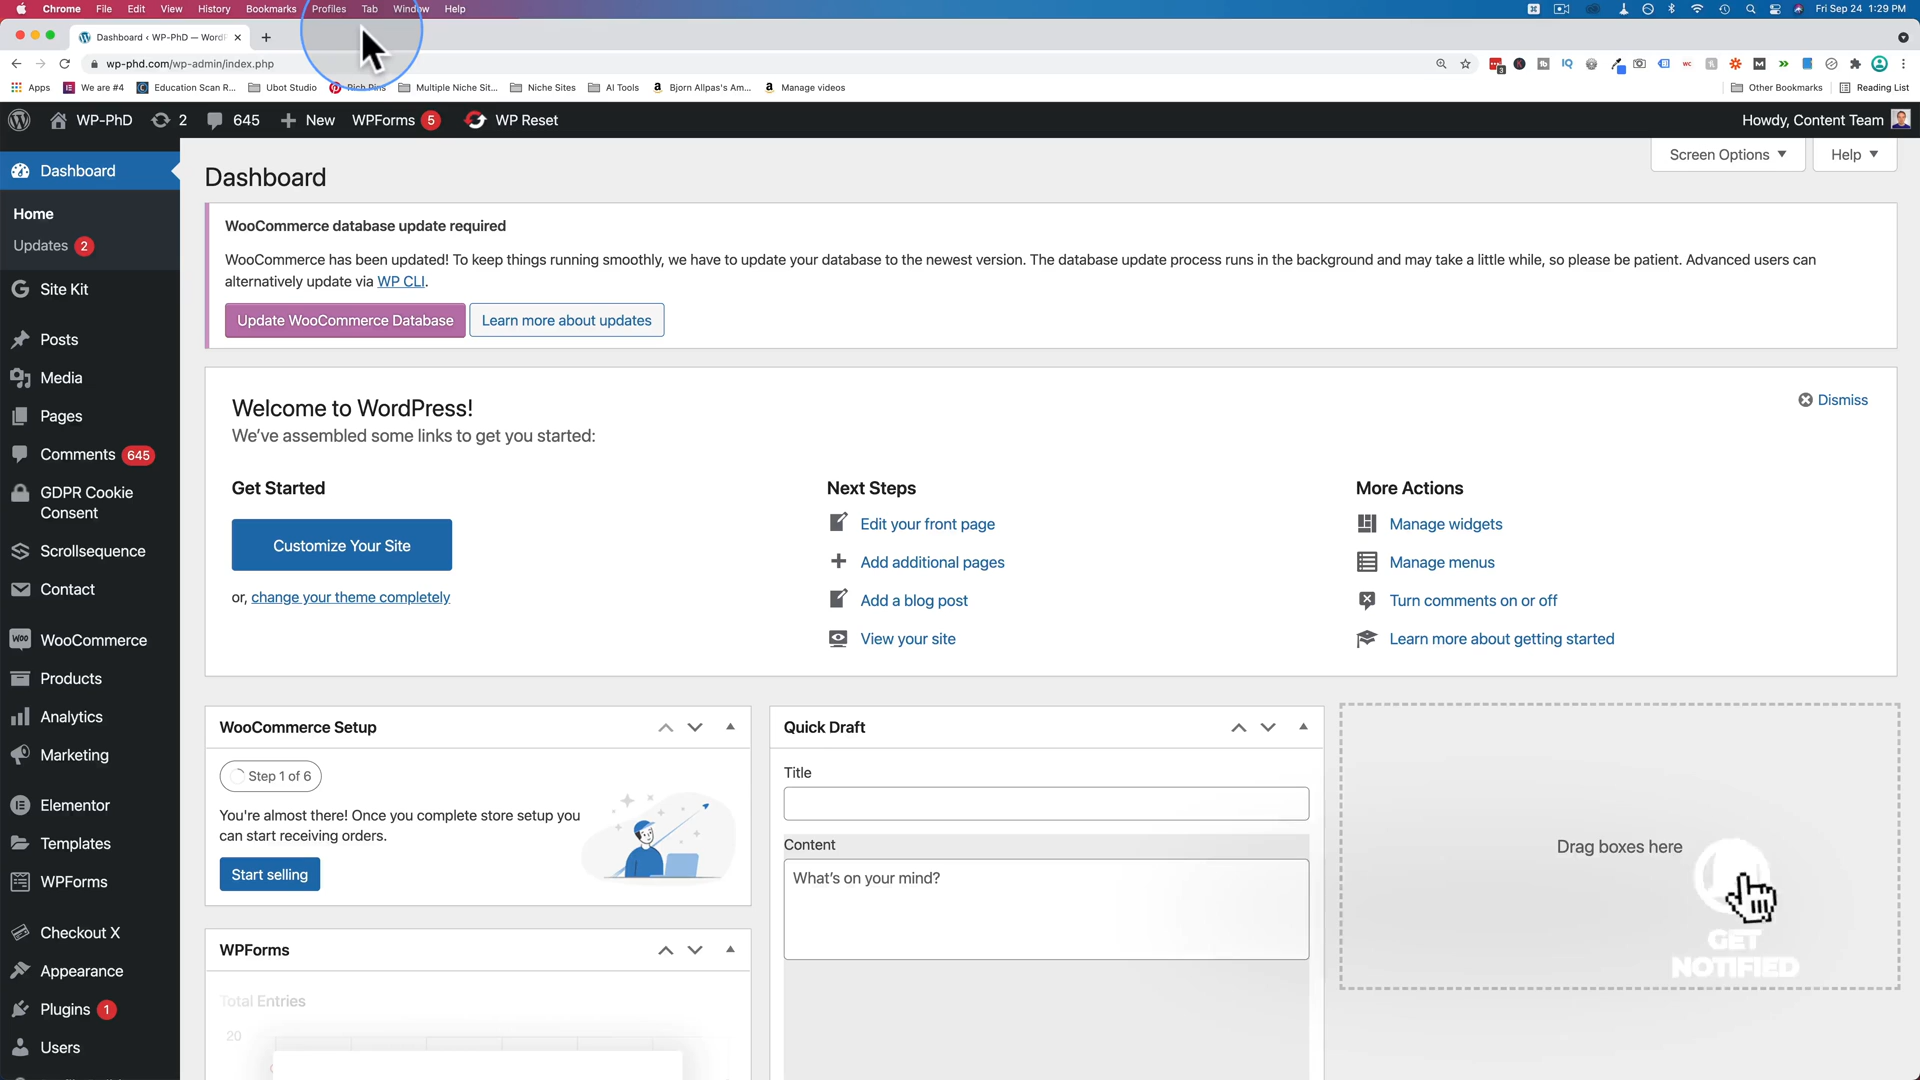 Chrome File Edit View History Bookmarks Profiles Tab Window Help
Fri Sep 24 1:29 PM
Dashboard ‹ WP-PhD — WordP
wp-phd.com/wp-admin/index.php
Apps We are #4 Education Scan R... Ubot Studio Rich Pins Multiple Niche Sit... Niche Sites AI Tools Bjorn Allpas's Am... Manage videos Other Bookmarks Reading List
WP-PhD 2 645 New WPForms 5 WP Reset Howdy, Content Team
Screen Options Help
Dashboard
Home
Updates 2
Site Kit
Posts
Media
Pages
Comments 645
GDPR Cookie
Consent
Scrollsequence
Contact
WooCommerce
Products
Analytics
Marketing
Elementor
Templates
WPForms
Checkout X
Appearance
Plugins 1
Users
Dashboard
WooCommerce database update required
WooCommerce has been updated! To keep things running smoothly, we have to update your database to the newest version. The database update process runs in the background and may take a little while, so please be patient. Advanced users can
alternatively update via WP CLI.
Update WooCommerce Database Learn more about updates
Welcome to WordPress!
Dismiss
We've assembled some links to get you started:
Get Started
Customize Your Site
or, change your theme completely
Next Steps
Edit your front page
Add additional pages
Add a blog post
View your site
More Actions
Manage widgets
Manage menus
Turn comments on or off
Learn more about getting started
WooCommerce Setup
Step 1 of 6
You're almost there! Once you complete store setup you
can start receiving orders.
Start selling
WPForms
Total Entries
20
Quick Draft
Title
Content
What's on your mind?
Drag boxes here
GET
NOTIFIED